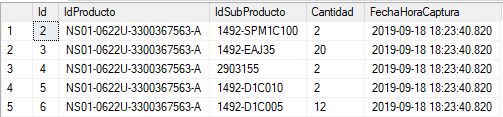 Id IdProducto IdSubProducto Cantidad FechaHoraCaptura
1 2 NS01-0622U-3300367563-A 1492-SPM1C100 2 2019-09-18 18:23:40.820
2 3 NS01-0622U-3300367563-A 1492-EAJ35 20 2019-09-18 18:23:40.820
3 4 NS01-0622U-3300367563-A 2903155 2 2019-09-18 18:23:40.820
4 5 NS01-0622U-3300367563-A 1492-D1C010 2 2019-09-18 18:23:40.820
5 6 NS01-0622U-3300367563-A 1492-D1C005 12 2019-09-18 18:23:40.820